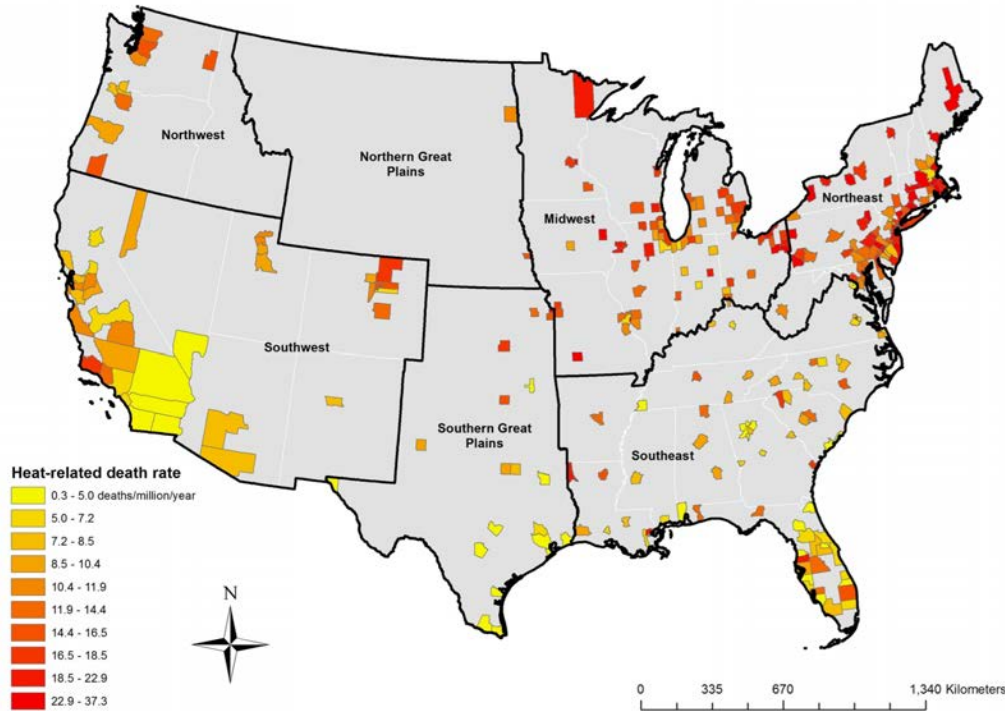 Northwest
Northern Great
Plains
Midwest
Northeast
Southwest
Southern Great
Plains
Southeast
Heat-related death rate
0.3 - 5.0 deaths/million/year
5.0 - 7.2
7.2 - 8.5
8.5 - 10.4
10.4 - 11.9
11.9 - 14.4
14.4 - 16.5
16.5 - 18.5
18.5 - 22.9
22.9 - 37.3
N
0 335 670 1,340 Kilometers